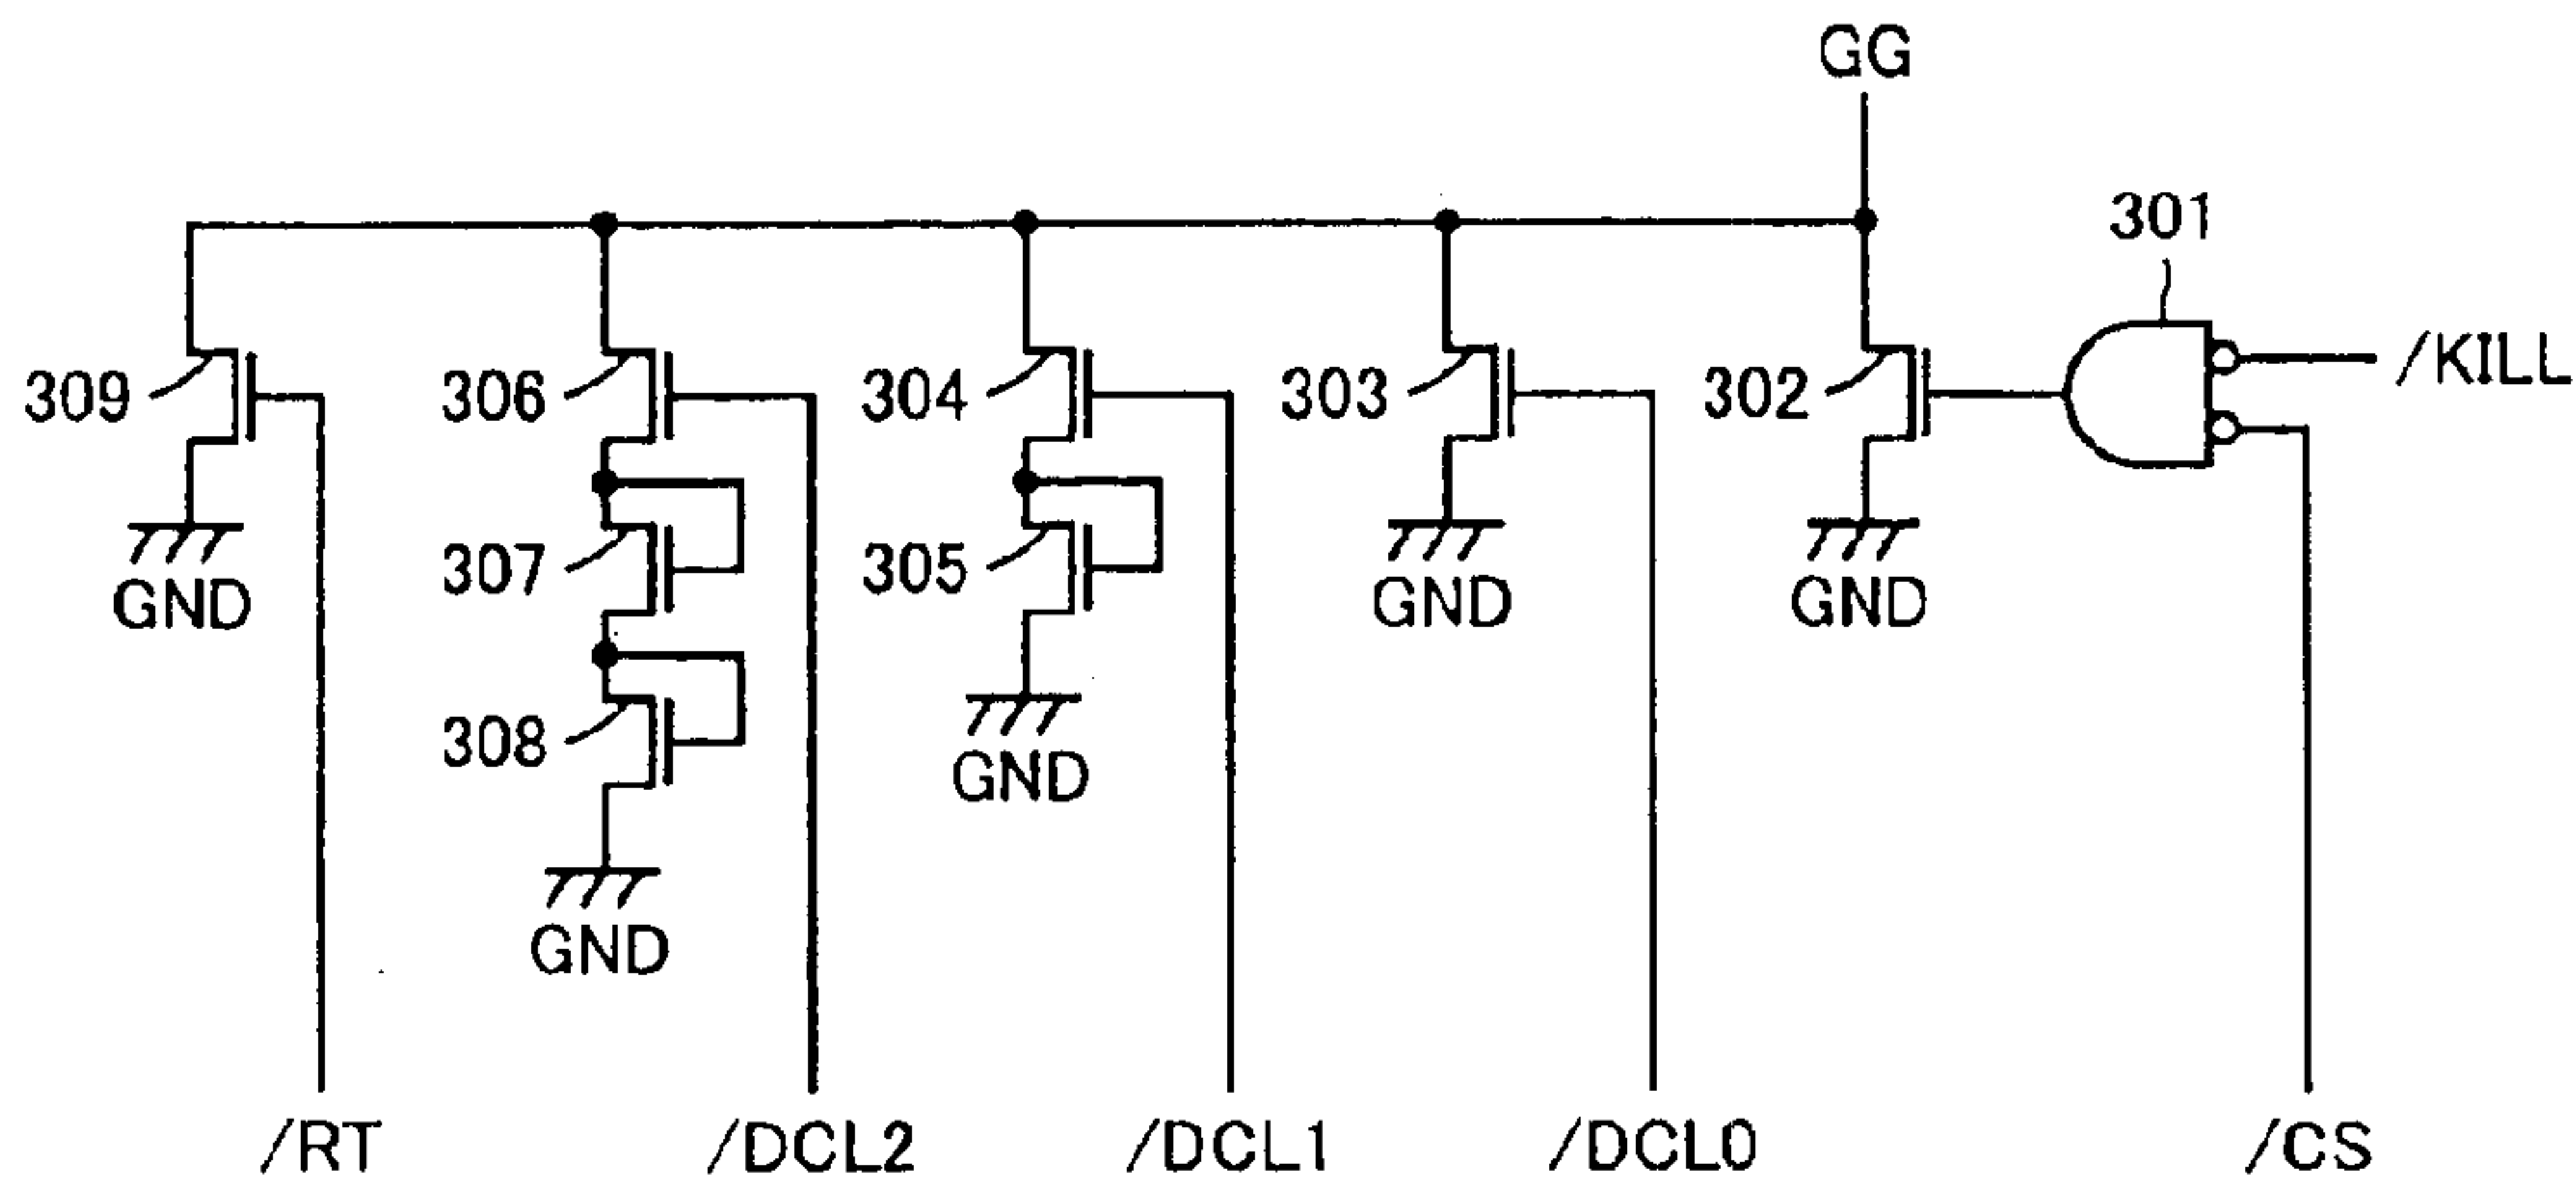 GG
301
/KILL
309
306
304
303
302
307
305
GND
GND
GND
308
GND
GND
/RT
/DCL2
/DCL1
/DCL0
/CS